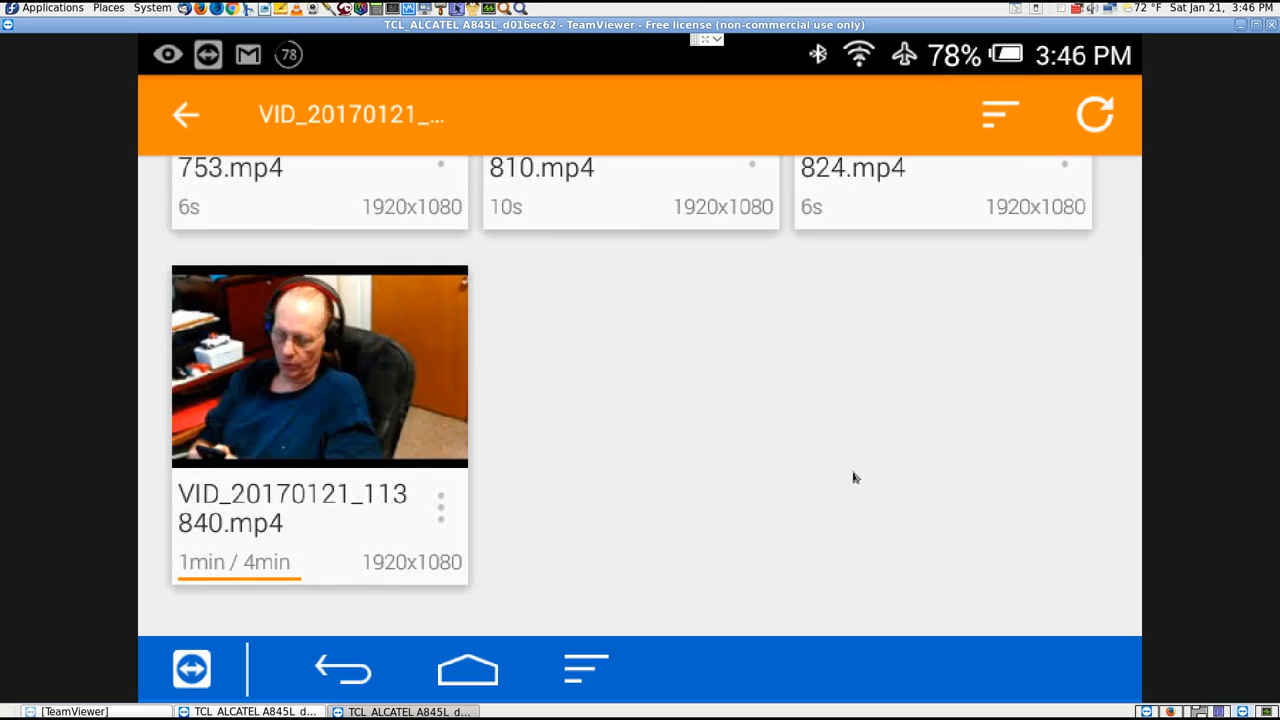 Applications Places System 72 °F Sat Jan 21, 3:46 PM
TCL_ALCATEL A845L_d016ec62 - TeamViewer - Free license (non-commercial use only)
78 78% 3:46 PM
VID_20170121_...
753.mp4 810.mp4 824.mp4
6s 1920x1080 10s 1920x1080 6s 1920x1080
VID_20170121_113
840.mp4
1min / 4min 1920x1080
[TeamViewer] TCL_ALCATEL A845L_d... TCL_ALCATEL A845L_d...